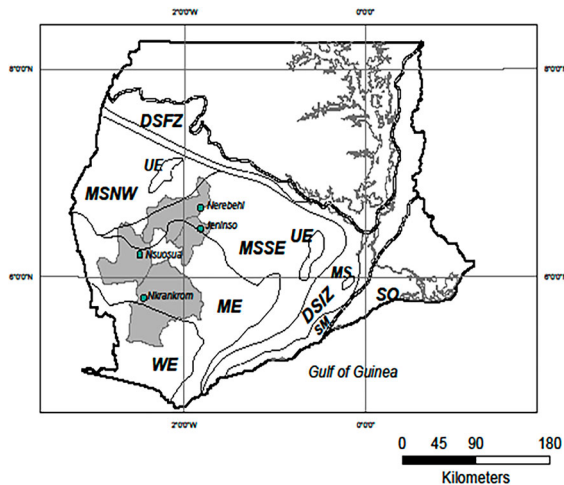 2°0'0"W 0°0'0"
8°0'0"N 8°0'0"N
DSFZ
UE
MSNW
Nerebehi
Jeninso
MSSE UE
Nsuosua
6°0'0"N MS 6°0'0"N
Nkrankrom
ME DSIZ SO
SM
WE
Gulf of Guinea
2°0'0"W 0°0'0"
0 45 90 180
Kilometers